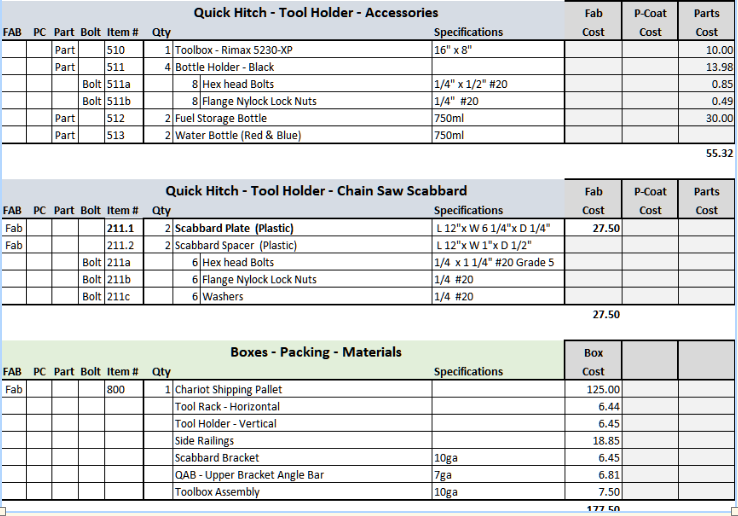 Quick Hitch - Tool Holder - Accessories Fab P-Coat Parts
FAB PC Part Bolt Item # Qty Specifications Cost Cost Cost
Part 510 1 Toolbox - Rimax 5230-XP 16" x 8" 10.00
Part 511 4 Bottle Holder - Black 13.98
Bolt 511a 8 Hex head Bolts 1/4" x 1/2" #20 0.85
Bolt 511b 8 Flange Nylock Lock Nuts 1/4" #20 0.49
Part 512 2 Fuel Storage Bottle 750ml 30.00
Part 513 2 Water Bottle (Red & Blue) 750ml
55.32
Quick Hitch - Tool Holder - Chain Saw Scabbard Fab P-Coat Parts
FAB PC Part Bolt Item # Qty Specifications Cost Cost Cost
Fab 211.1 2 Scabbard Plate (Plastic) L 12"x W 6 1/4"x D 1/4" 27.50
Fab 211.2 2 Scabbard Spacer (Plastic) L 12"x W 1"x D 1/2"
Bolt 211a 6 Hex head Bolts 1/4 x 1 1/4" #20 Grade 5
Bolt 211b 6 Flange Nylock Lock Nuts 1/4 #20
Bolt 211c 6 Washers 1/4 #20
27.50
Boxes - Packing - Materials Box
FAB PC Part Bolt Item # Qty Specifications Cost
Fab 800 1 Chariot Shipping Pallet 125.00
Tool Rack - Horizontal 6.44
Tool Holder - Vertical 6.45
Side Railings 18.85
Scabbard Bracket 10ga 6.45
QAB - Upper Bracket Angle Bar 7ga 6.81
Toolbox Assembly 10ga 7.50
177.50